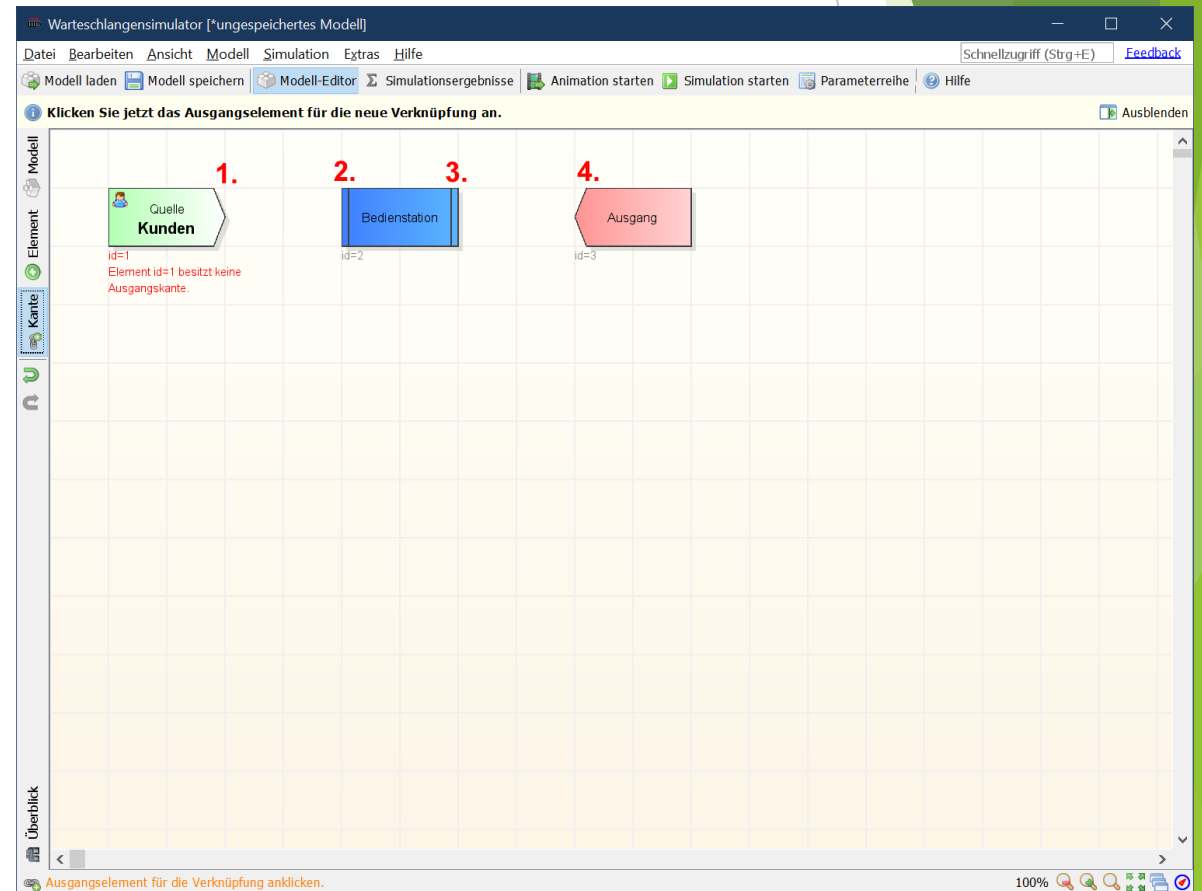 Warteschlangensimulator [*ungespeichertes Modell]
Datei Bearbeiten Ansicht Modell Simulation Extras Hilfe Schnellzugriff (Strg+E) Feedback
Modell laden Modell speichern Modell-Editor Σ Simulationsergebnisse Animation starten Simulation starten Parameterreihe Hilfe
Klicken Sie jetzt das Ausgangselement für die neue Verknüpfung an. Ausblenden
Modell
Element
Kante
Überblick
1. 2. 3. 4.
Quelle
Kunden
Bedienstation
Ausgang
id=1
Element id=1 besitzt keine
Ausgangskante.
id=2
id=3
Ausgangselement für die Verknüpfung anklicken. 100%